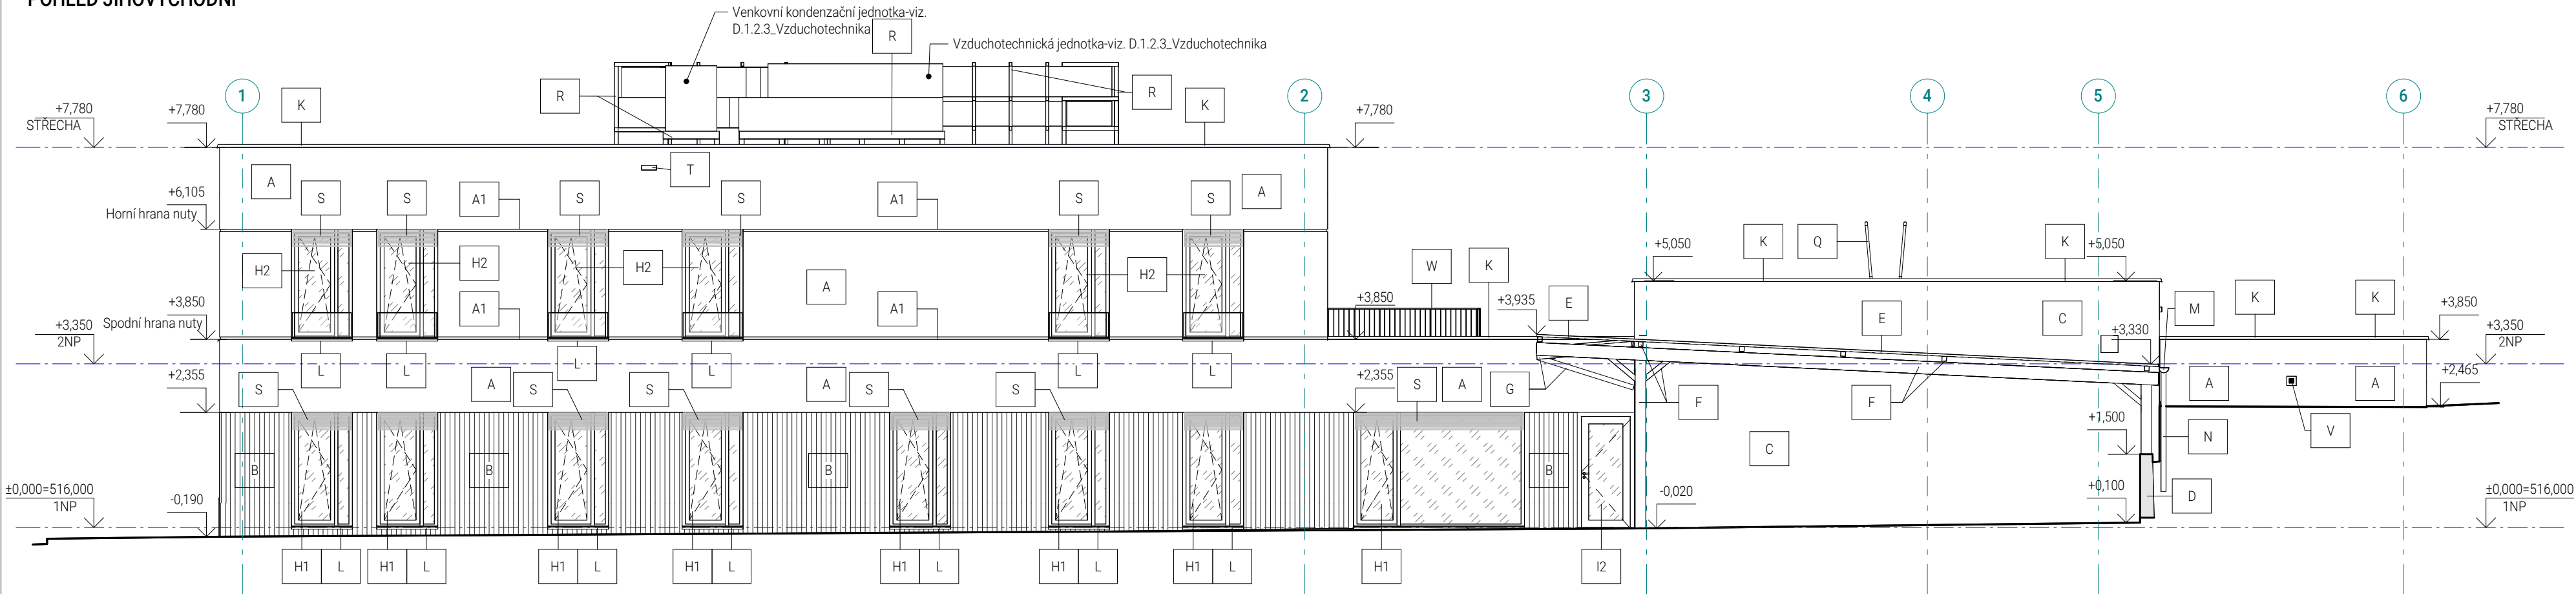 POHLED JIHOVÝCHODNÍ
Venkovní kondenzační jednotka-viz.
D.1.2.3_Vzduchotechnika
R
Vzduchotechnická jednotka-viz. D.1.2.3_Vzduchotechnika
1
K
R
R
K
2
3
4
5
6
+7,780
STŘECHA
+7,780
+7,780
+7,780
STŘECHA
A
T
A
+6,105
Horní hrana nuty
S
S
A1
S
S
A1
S
S
H2
H2
H2
A
H2
W
K
+5,050
K
Q
K
+5,050
+3,850
Spodní hrana nuty
A1
A1
+3,850
+3,935
E
E
C
M
K
K
+3,850
+3,350
2NP
+3,330
+3,350
2NP
L
L
L
L
L
L
+2,355
S
A
S
S
A
S
S
+2,355
S
A
G
F
F
A
A
+2,465
B
B
B
B
C
+1,500
N
V
±0,000=516,000
1NP
-0,190
-0,020
+0,100
D
±0,000=516,000
1NP
H1
L
H1
L
H1
L
H1
L
H1
L
H1
L
H1
L
H1
I2